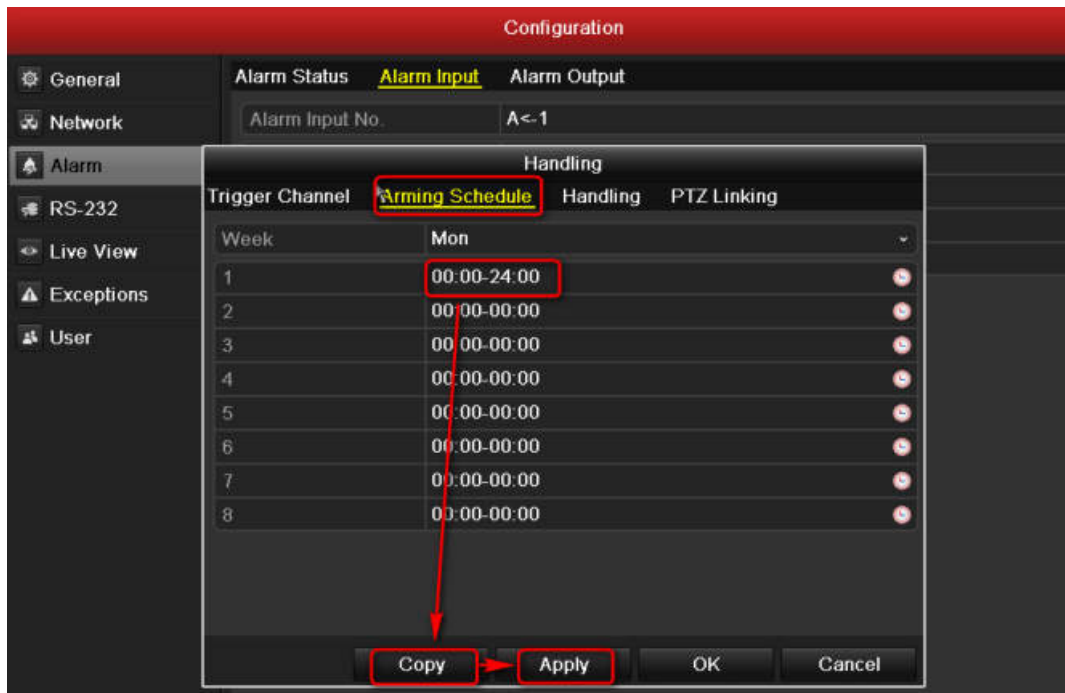 Configuration
General
Network
Alarm
RS-232
Live View
Exceptions
User
Alarm Status Alarm Input Alarm Output
Alarm Input No. A<-1
Handling
Trigger Channel Arming Schedule Handling PTZ Linking
Week Mon
1 00:00-24:00
2 00:00-00:00
3 00:00-00:00
4 00:00-00:00
5 00:00-00:00
6 00:00-00:00
7 00:00-00:00
8 00:00-00:00
Copy Apply OK Cancel